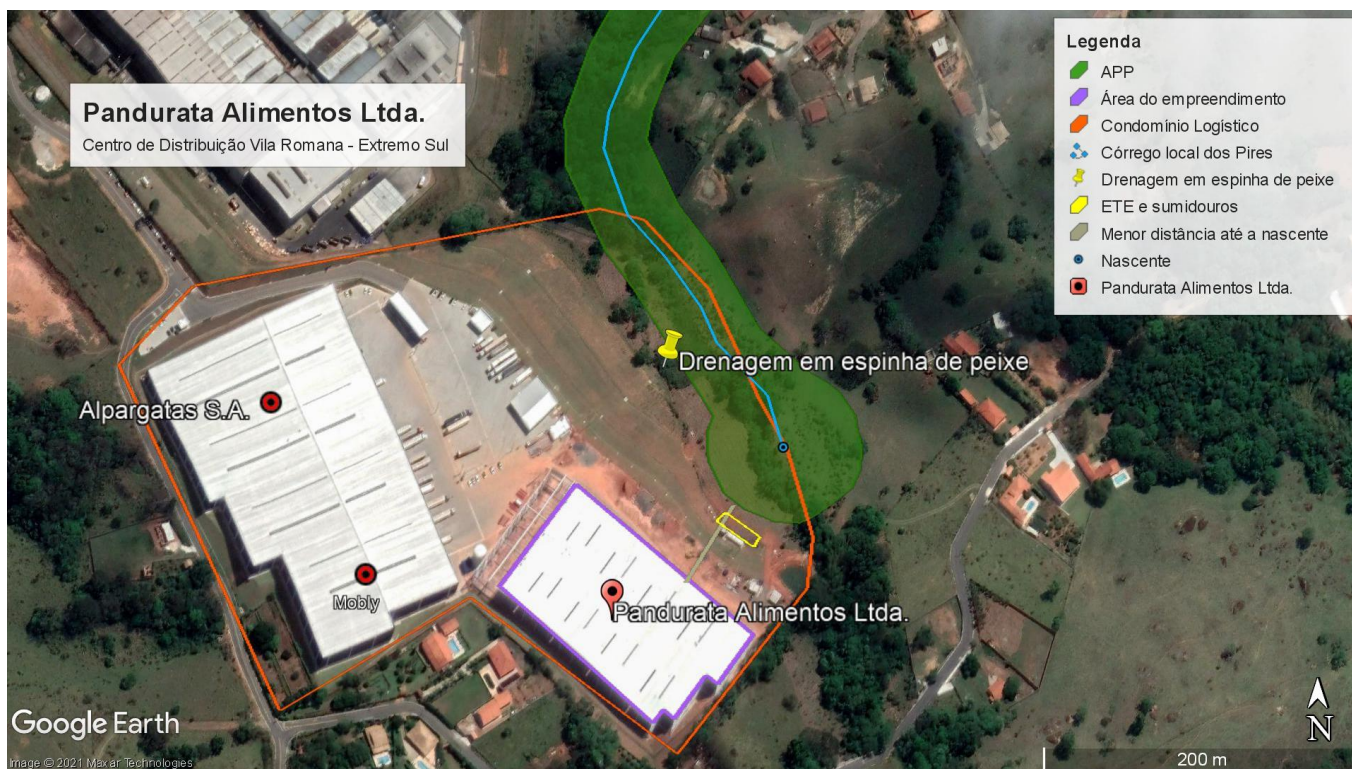 Pandurata Alimentos Ltda.
Centro de Distribuição Vila Romana - Extremo Sul
Legenda
APP
Área do empreendimento
Condomínio Logístico
Córrego local dos Pires
Drenagem em espinha de peixe
ETE e sumidouros
Menor distância até a nascente
Nascente
Pandurata Alimentos Ltda.
Drenagem em espinha de peixe
Alpargatas S.A.
Mobly
Pandurata Alimentos Ltda.
Google Earth
Image © 2021 Maxar Technologies
N
200 m